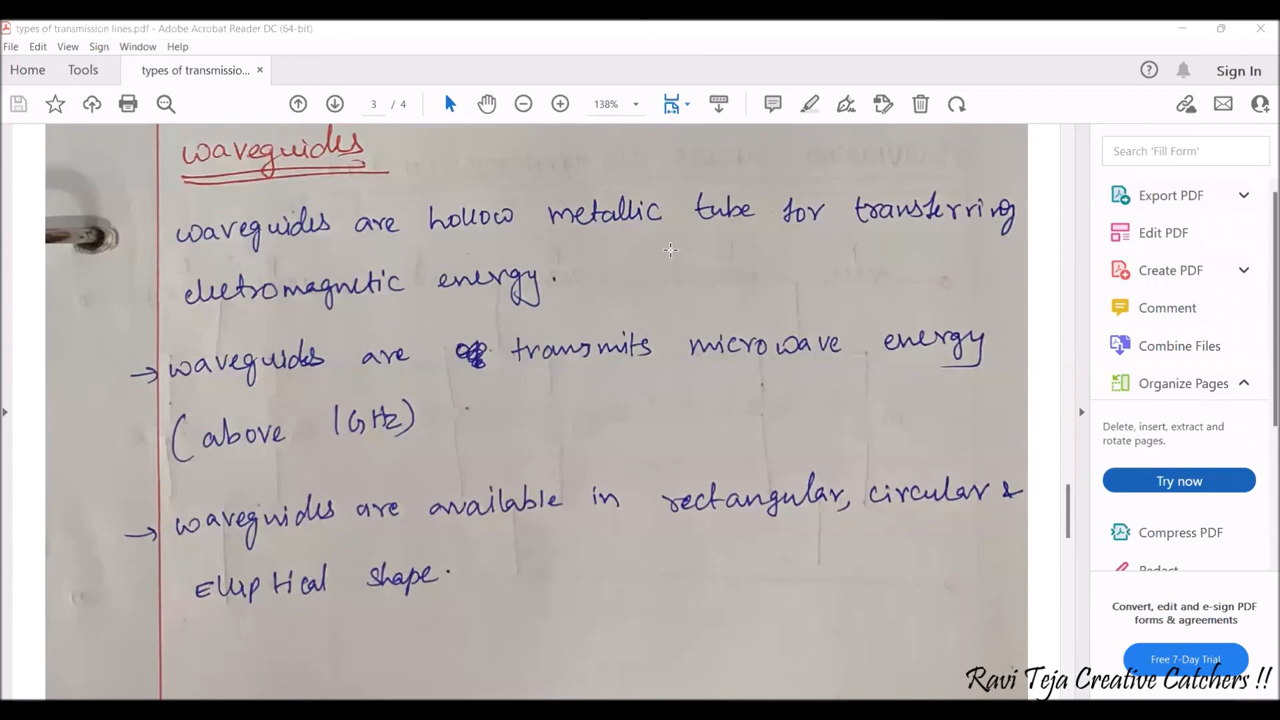 types of transmission lines.pdf - Adobe Acrobat Reader DC (64-bit)
File Edit View Sign Window Help
Home Tools types of transmissio... × Sign In
3 / 4 138%
waveguides
waveguides are hollow metallic tube for transferring
electromagnetic energy.
→ waveguides are transmits microwave energy
(above 1GHz)
→ waveguides are available in rectangular, circular &
Elliptical shape.
Search 'Fill Form'
Export PDF
Edit PDF
Create PDF
Comment
Combine Files
Organize Pages
Delete, insert, extract and
rotate pages.
Try now
Compress PDF
Redact
Convert, edit and e-sign PDF
forms & agreements
Free 7-Day Trial
Ravi Teja Creative Catchers !!